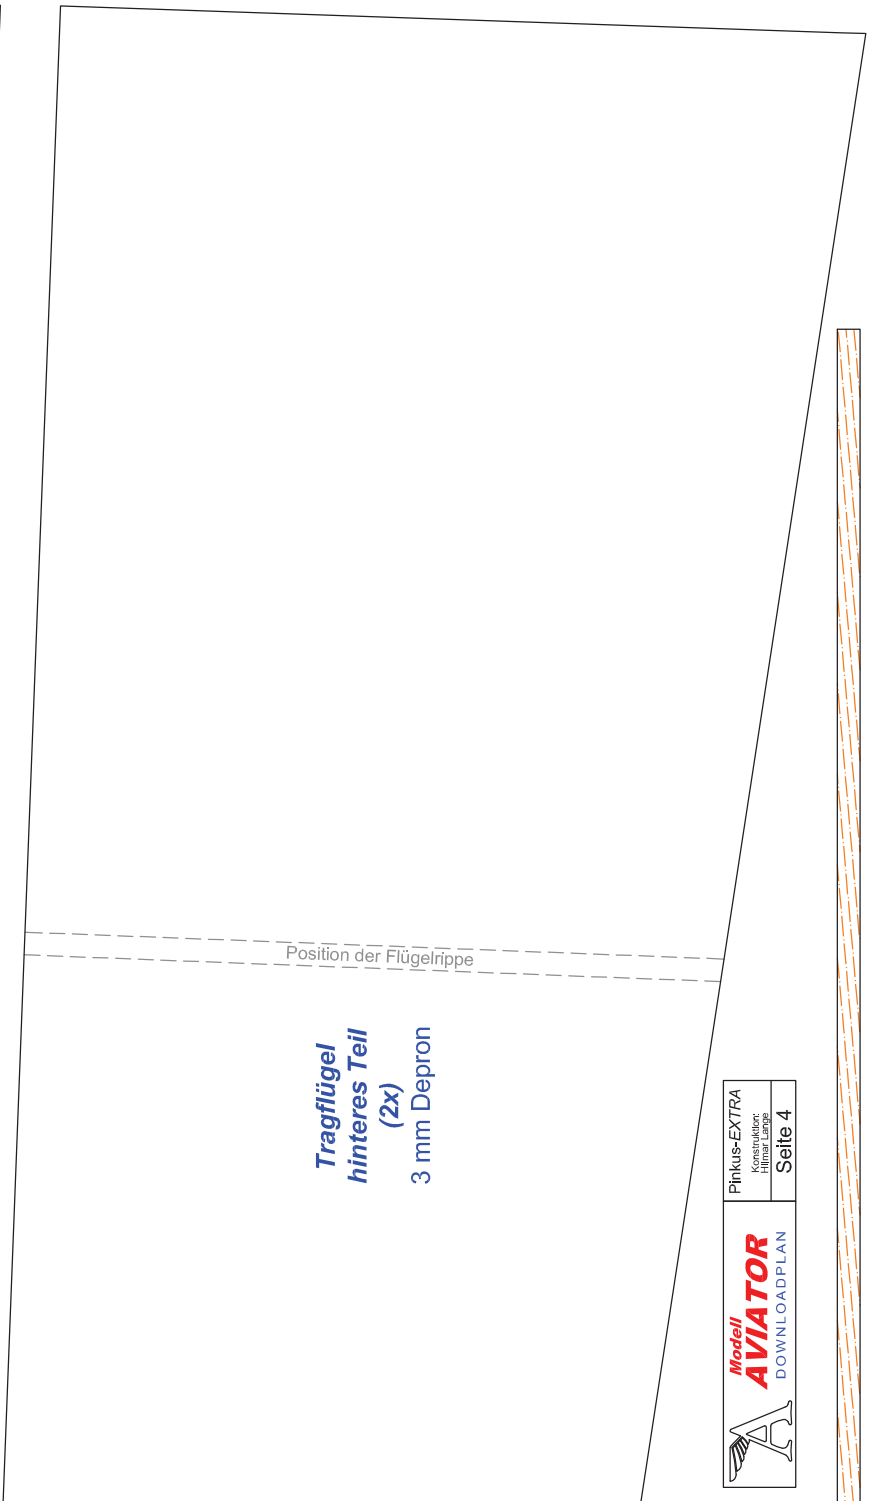 Position der Flügelrippe
Tragflügel
hinteres Teil
(2x)
3 mm Depron
Modell
AVIATOR
DOWNLOADPLAN
Pinkus-EXTRA
Konstruktion:
Hilmar Lange
Seite 4